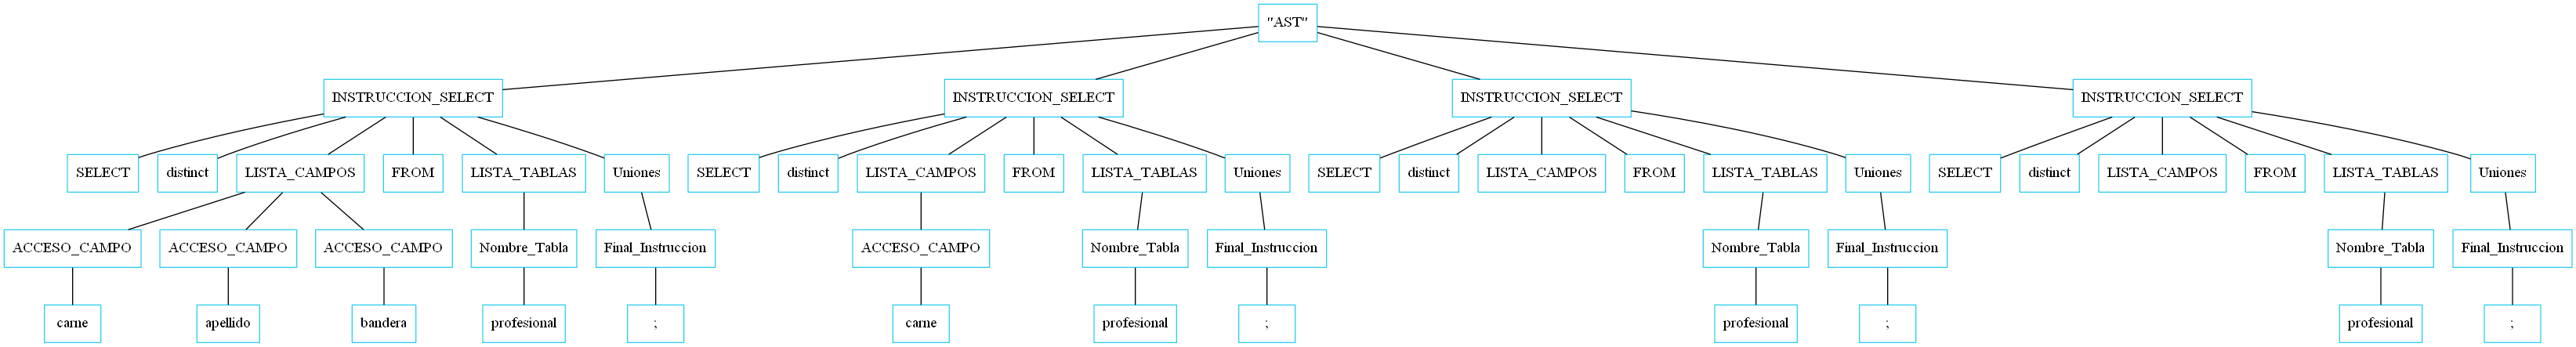 "AST"
INSTRUCCION_SELECT INSTRUCCION_SELECT INSTRUCCION_SELECT INSTRUCCION_SELECT
SELECT distinct LISTA_CAMPOS FROM LISTA_TABLAS Uniones SELECT distinct LISTA_CAMPOS FROM LISTA_TABLAS Uniones SELECT distinct LISTA_CAMPOS FROM LISTA_TABLAS Uniones SELECT distinct LISTA_CAMPOS FROM LISTA_TABLAS Uniones
ACCESO_CAMPO ACCESO_CAMPO ACCESO_CAMPO Nombre_Tabla Final_Instruccion ACCESO_CAMPO Nombre_Tabla Final_Instruccion Nombre_Tabla Final_Instruccion Nombre_Tabla Final_Instruccion
carne apellido bandera profesional ; carne profesional ; profesional ; profesional ;